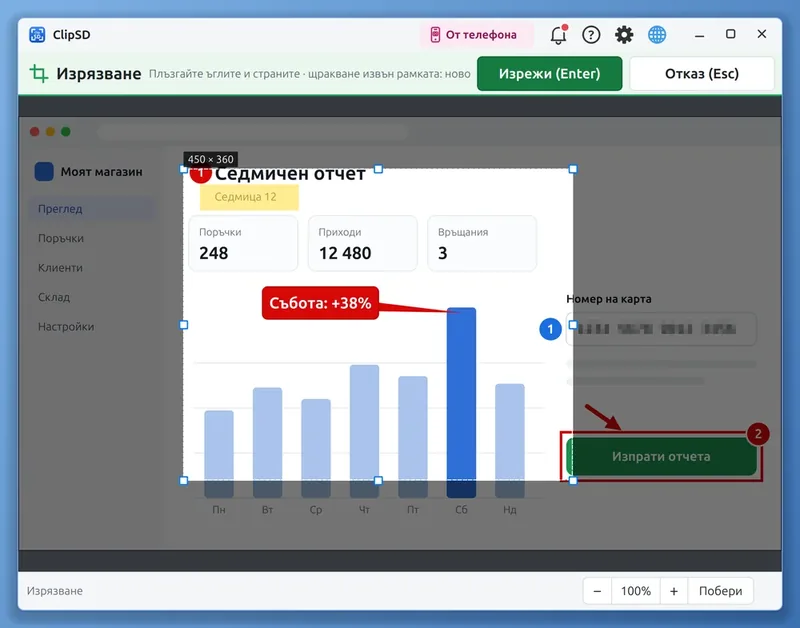 ClipSD
От телефона
Изрязване
Плъзгайте ъглите и страните · щракване извън рамката: ново
Изрежи (Enter)
Отказ (Esc)
450 × 360
Моят магазин
Преглед
Поръчки
Клиенти
Склад
Настройки
1
Седмичен отчет
Седмица 12
Поръчки
248
Приходи
12 480
Връщания
3
Събота: +38%
Номер на карта
1
2
Изпрати отчета
Пн
Вт
Ср
Чт
Пт
Сб
Нд
Изрязване
−
100%
+
Побери